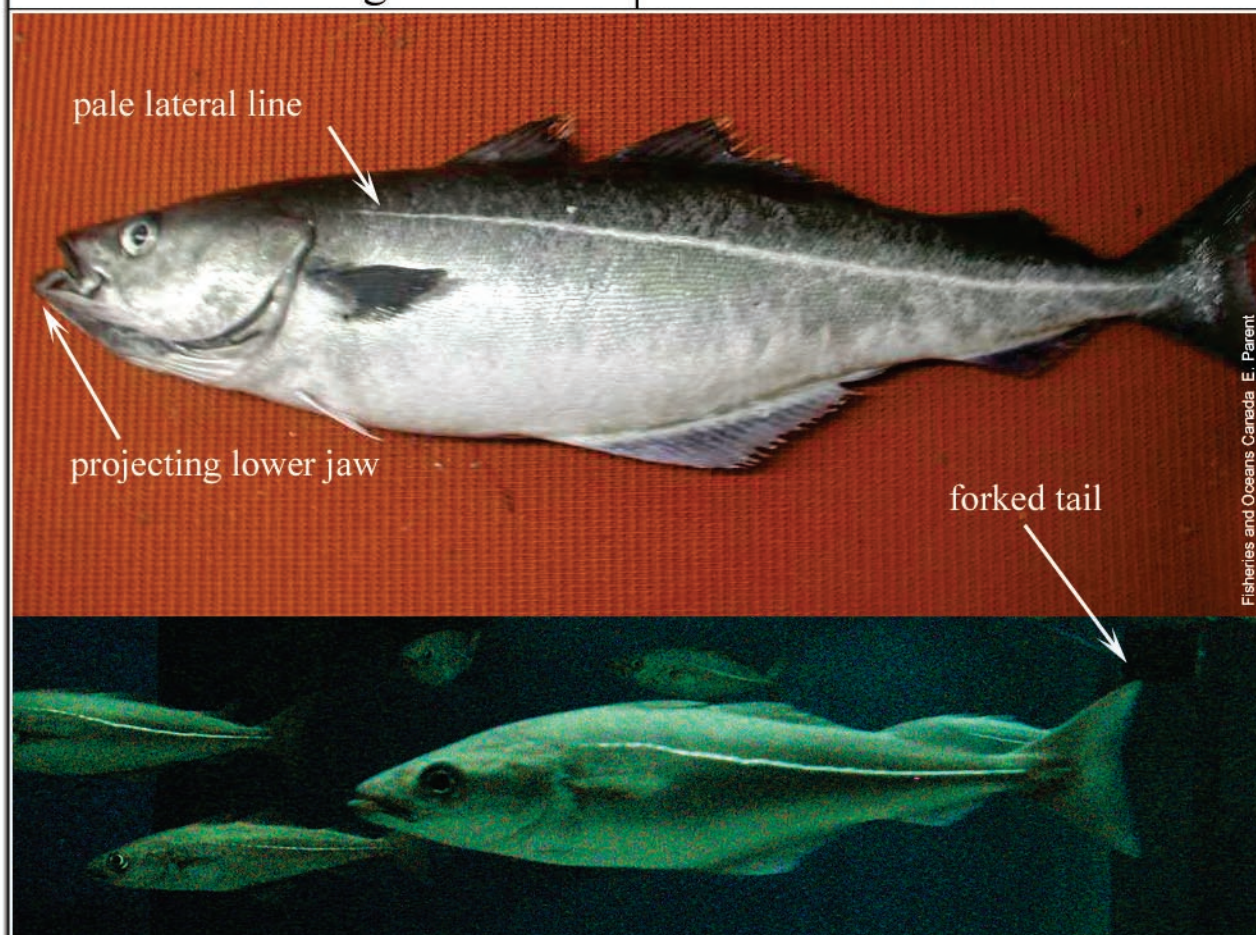 pale lateral line
projecting lower jaw
forked tail
Fisheries and Oceans Canada E. Parent